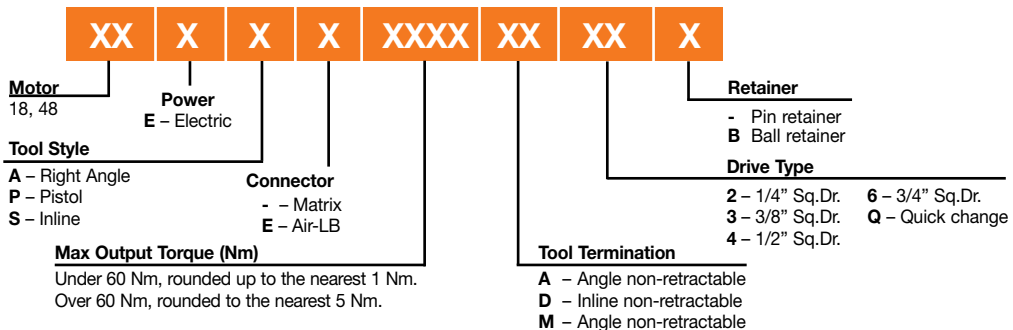 XX X X X XXXX XX XX X
Motor
18, 48
Power
E – Electric
Tool Style
A – Right Angle
P – Pistol
S – Inline
Connector
- – Matrix
E – Air-LB
Max Output Torque (Nm)
Under 60 Nm, rounded up to the nearest 1 Nm.
Over 60 Nm, rounded to the nearest 5 Nm.
Retainer
- Pin retainer
B Ball retainer
Drive Type
2 – 1/4” Sq.Dr. 6 – 3/4” Sq.Dr.
3 – 3/8” Sq.Dr. Q – Quick change
4 – 1/2” Sq.Dr.
Tool Termination
A – Angle non-retractable
D – Inline non-retractable
M – Angle non-retractable